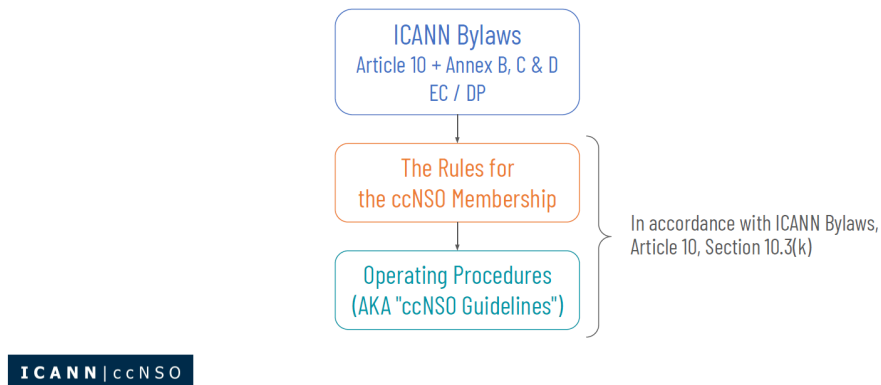 ICANN Bylaws
Article 10 + Annex B, C & D
EC / DP
The Rules for
the ccNSO Membership
Operating Procedures
(AKA "ccNSO Guidelines")
In accordance with ICANN Bylaws,
Article 10, Section 10.3(k)
ICANN|ccNSO